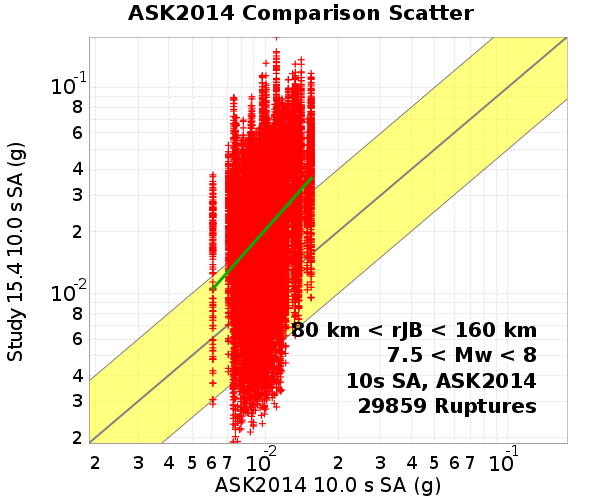 ASK2014 Comparison Scatter
Study 15.4 10.0 s SA (g)
10⁻¹
8
6
4
3
2
10⁻²
8
6
4
3
2
80 km < rJB < 160 km
7.5 < Mw < 8
10s SA, ASK2014
29859 Ruptures
2 3 4 5 6 7 10⁻² 2 3 4 5 6 7 10⁻¹
ASK2014 10.0 s SA (g)